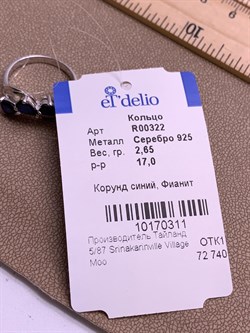 el'delio
Кольцо
Арт R00322
Металл Серебро 925
Вес, гр. 2,65
р-р 17,0
Корунд синий, Фианит
10170311
Производитель Тайланд
5/87 Srinakarinville Village
Moo
ОТК1
72 740